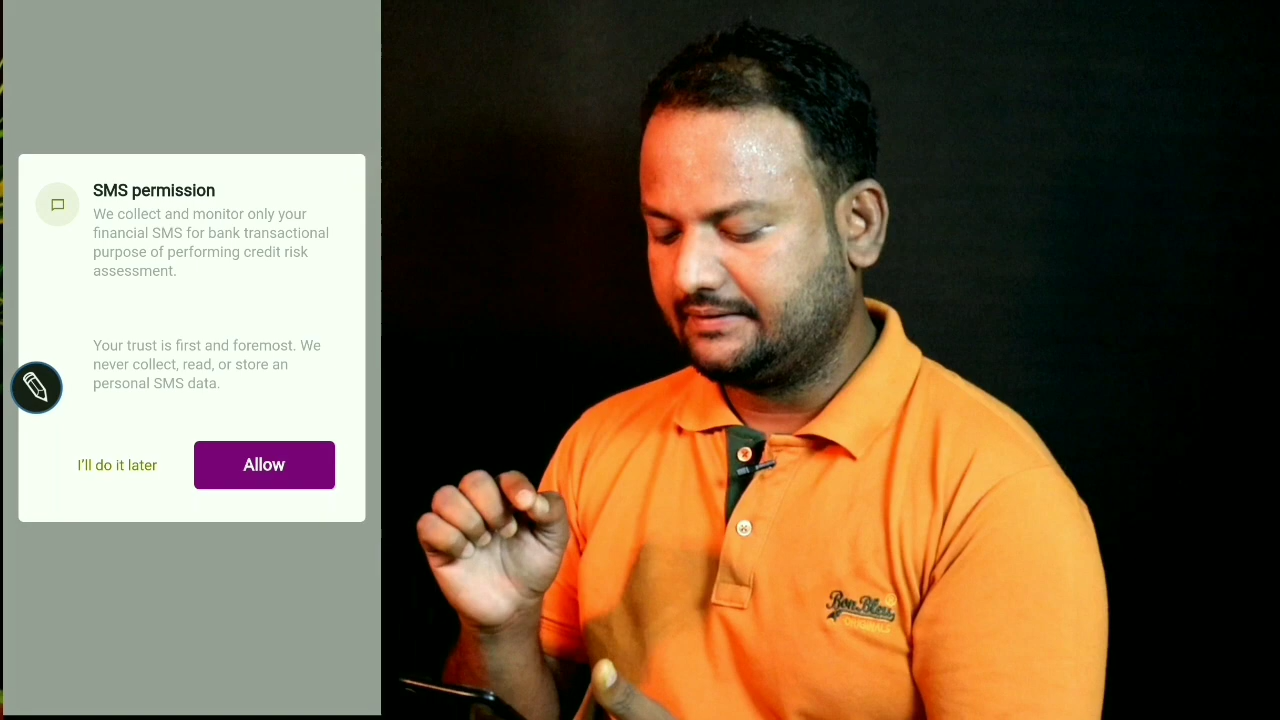 SMS permission
We collect and monitor only your
financial SMS for bank transactional
purpose of performing credit risk
assessment.
Your trust is first and foremost. We
never collect, read, or store an
personal SMS data.
I'll do it later
Allow
ORIGINALS